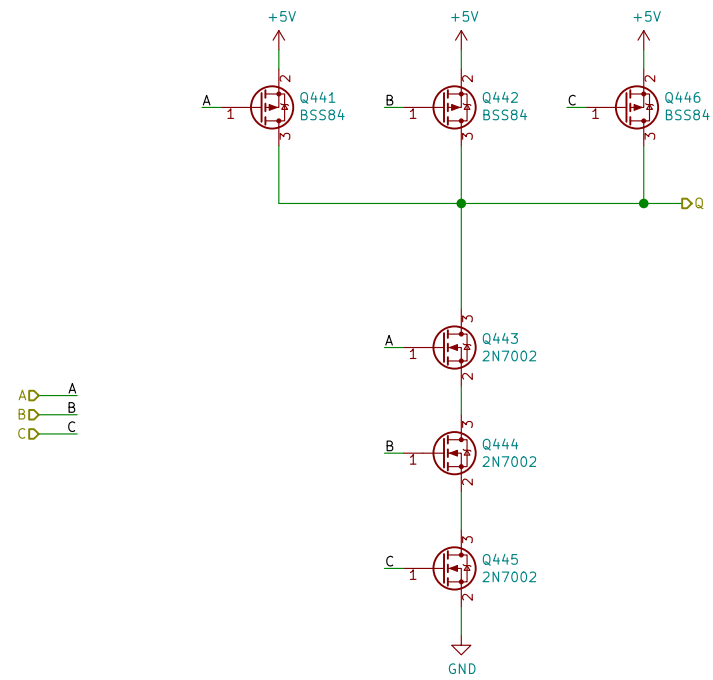 +5V +5V +5V
2 2 2
A Q441 B Q442 C Q446
1 BSS84 1 BSS84 1 BSS84
3 3 3
Q
3
A Q443
1 2N7002
2
A A
B B
C C
3
B Q444
1 2N7002
2
3
C Q445
1 2N7002
2
GND